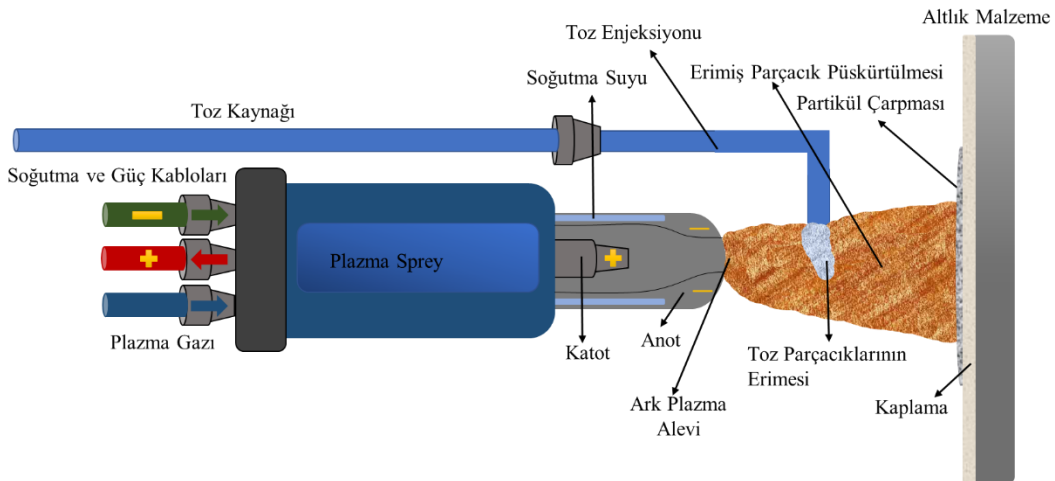 Altlık Malzeme
Toz Enjeksiyonu
Erimiş Parçacık Püskürtülmesi
Soğutma Suyu
Partikül Çarpması
Toz Kaynağı
Soğutma ve Güç Kabloları
Plazma Sprey
Plazma Gazı
Katot
Anot
Toz Parçacıklarının
Erimesi
Ark Plazma
Alevi
Kaplama